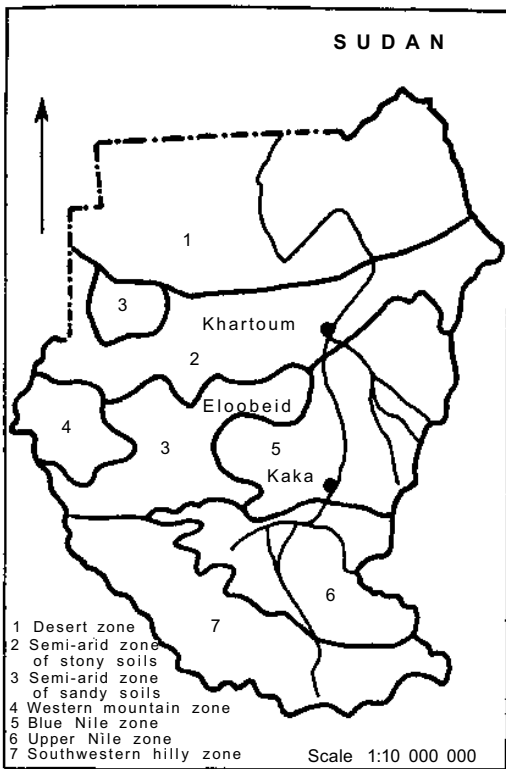 SUDAN
1
3
Khartoum
2
Eloobeid
4
3
5
Kaka
6
7
1 Desert zone
2 Semi-arid zone
of stony soils
3 Semi-arid zone
of sandy soils
4 Western mountain zone
5 Blue Nile zone
6 Upper Nile zone
7 Southwestern hilly zone
Scale 1:10 000 000